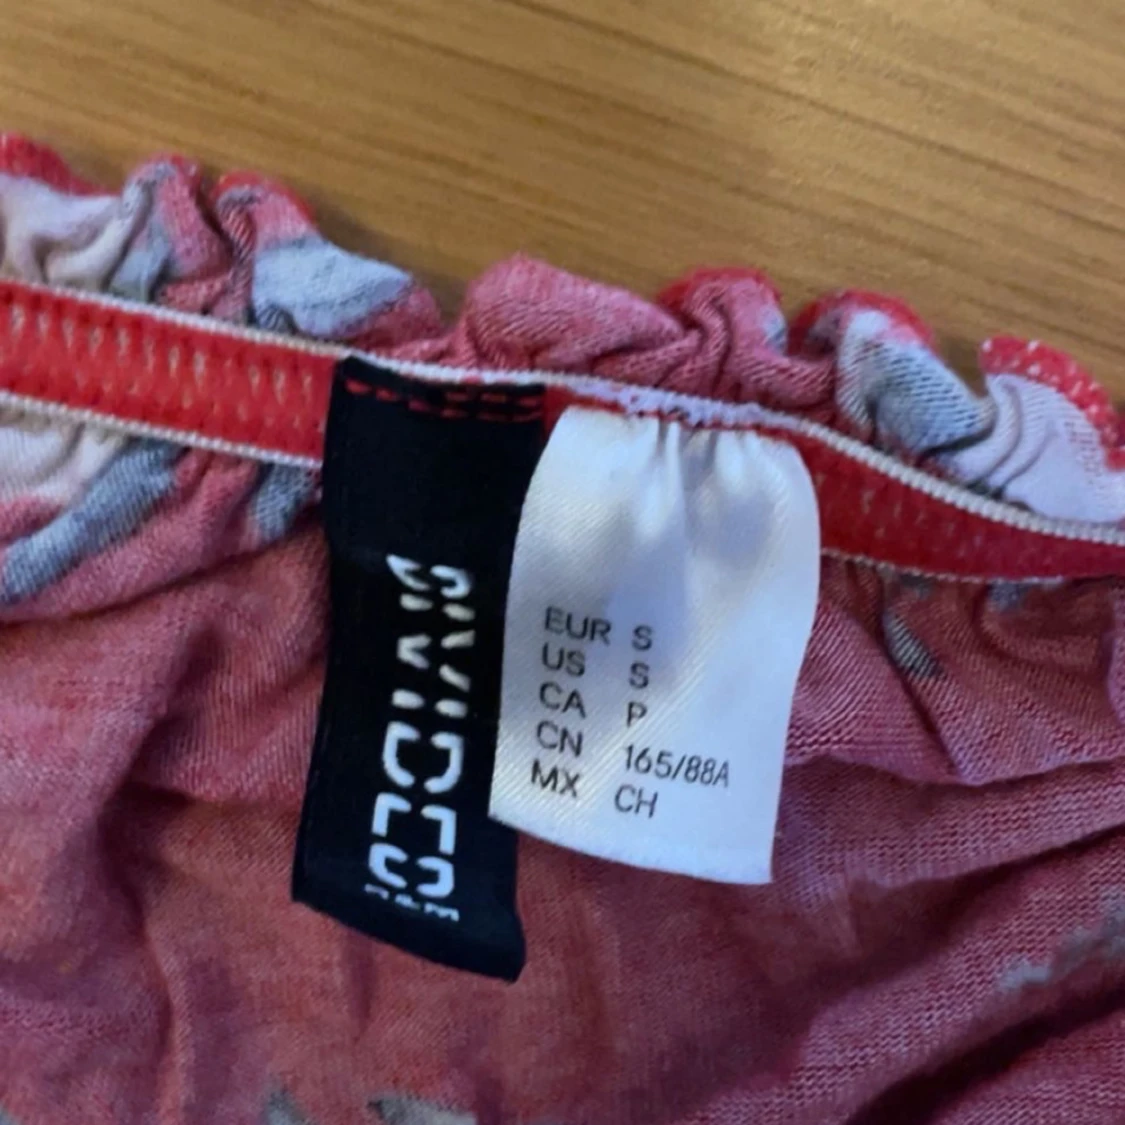 DIVIDED
EUR S
US S
CA P
CN 165/88A
MX CH